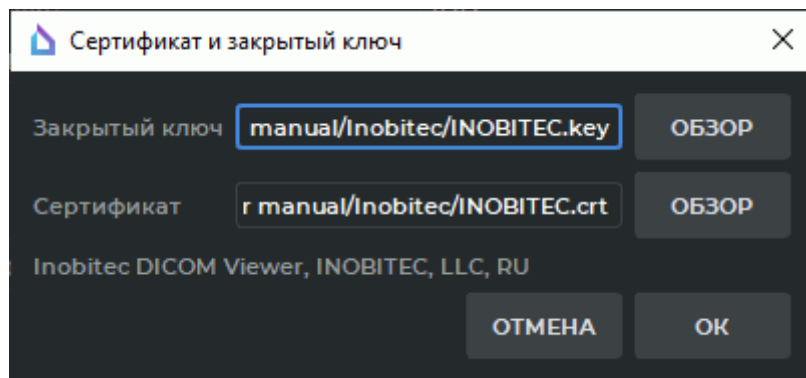 Сертификат и закрытый ключ
Закрытый ключ manual/Inobitec/INOBITEC.key ОБЗОР
Сертификат r manual/Inobitec/INOBITEC.crt ОБЗОР
Inobitec DICOM Viewer, INOBITEC, LLC, RU
ОТМЕНА ОК